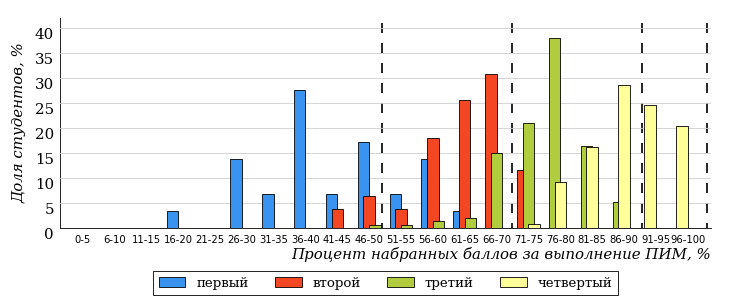 Доля студентов, %
40
35
30
25
20
15
10
5
0
0-5 6-10 11-15 16-20 21-25 26-30 31-35 36-40 41-45 46-50 51-55 56-60 61-65 66-70 71-75 76-80 81-85 86-90 91-95 96-100
Процент набранных баллов за выполнение ПИМ, %
первый второй третий четвертый